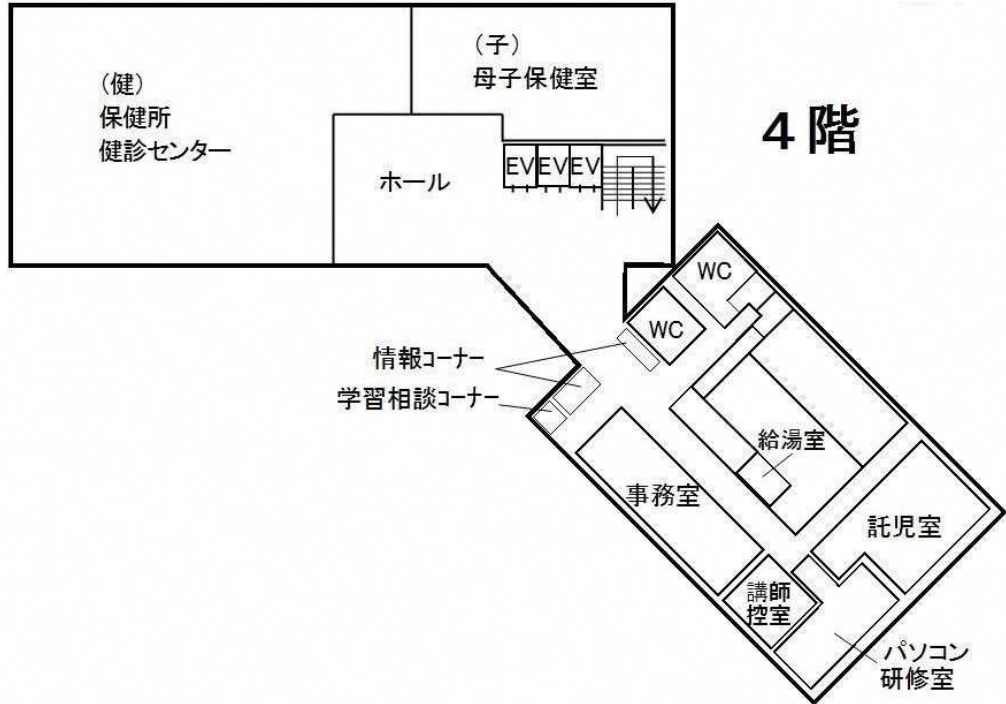 （健）
保健所
健診センター
（子）
母子保健室
４階
ホール
EV
EV
EV
WC
WC
情報コーナー
学習相談コーナー
給湯室
事務室
託児室
講師
控室
パソコン
研修室